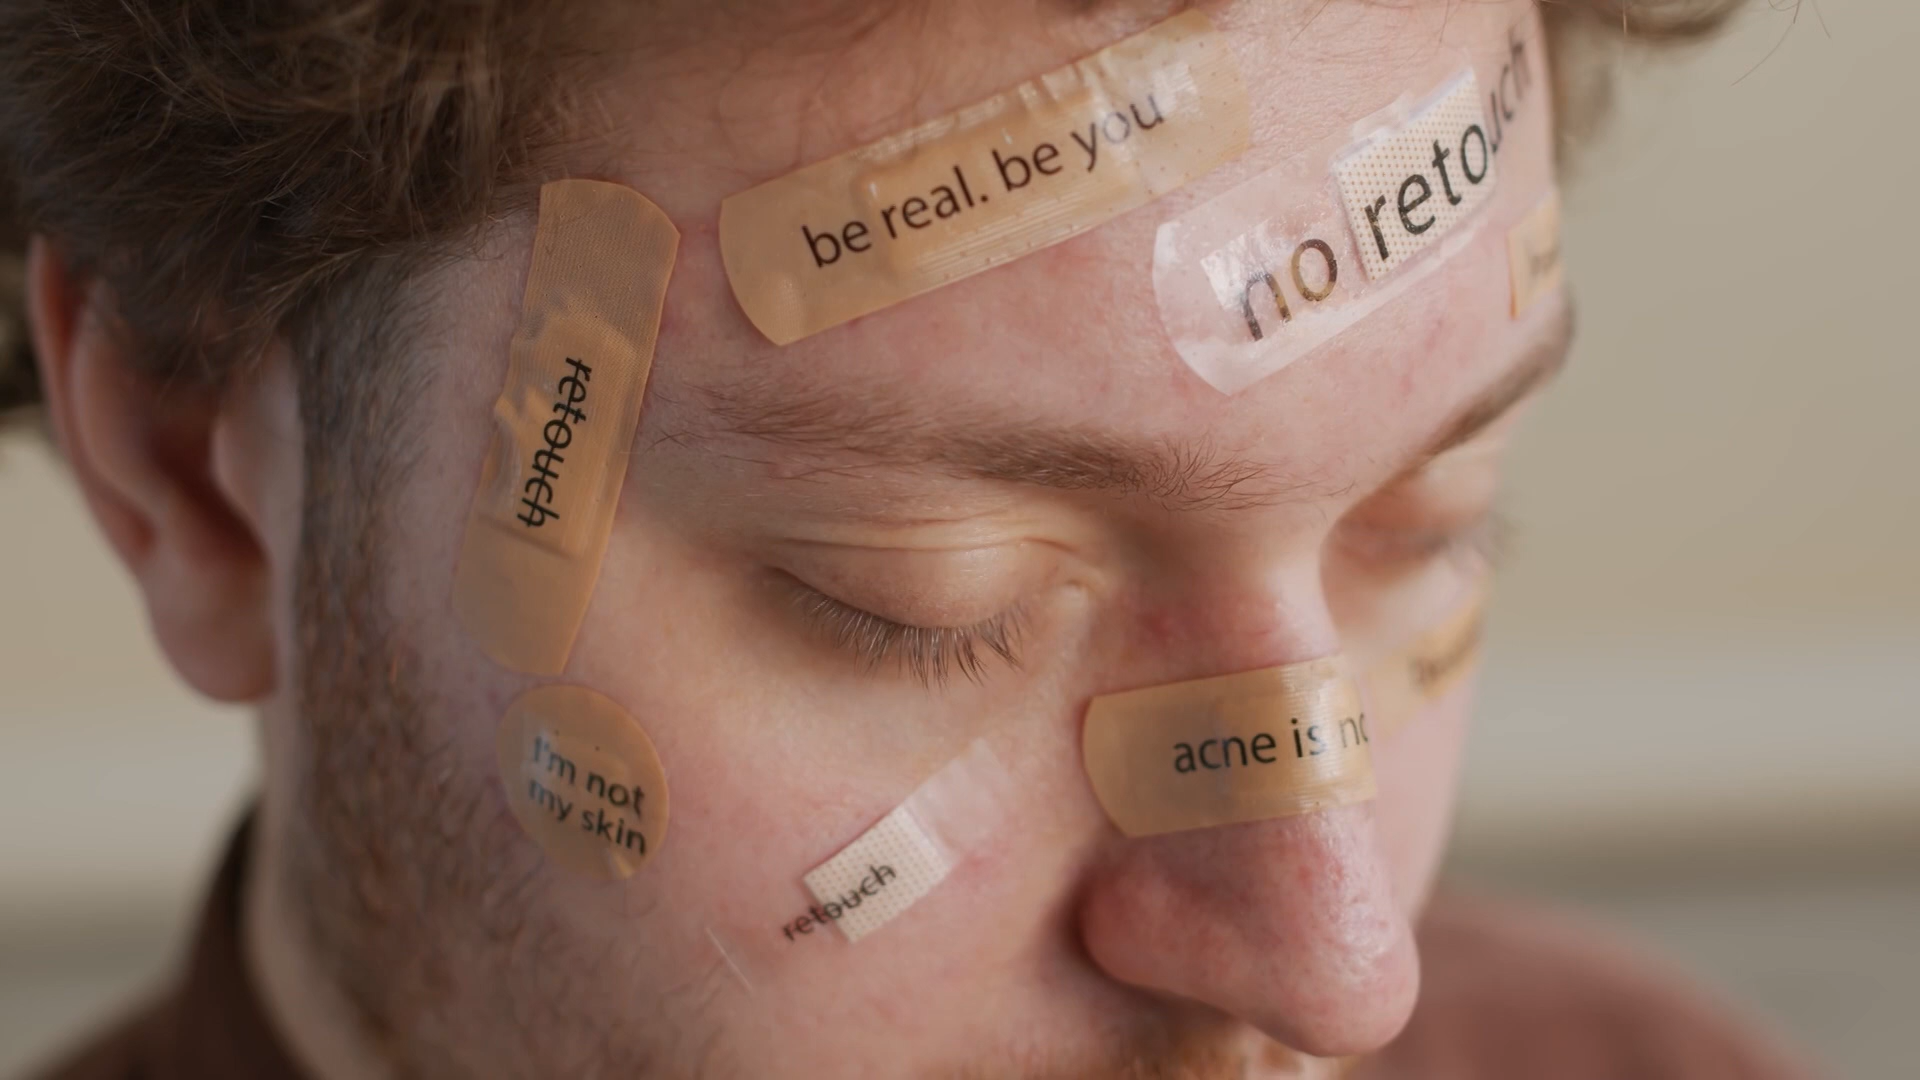 be real. be you
no retouch
retouch
acne is no
I'm not
my skin
retouch